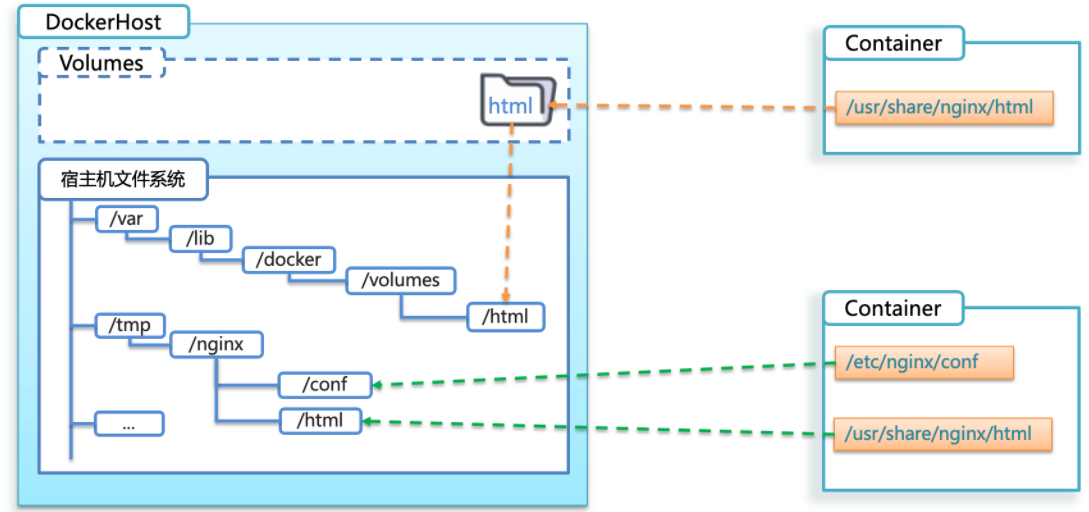 DockerHost
Volumes
html
宿主机文件系统
/var
/lib
/docker
/volumes
/html
/tmp
/nginx
/conf
/html
...
Container
/usr/share/nginx/html
Container
/etc/nginx/conf
/usr/share/nginx/html